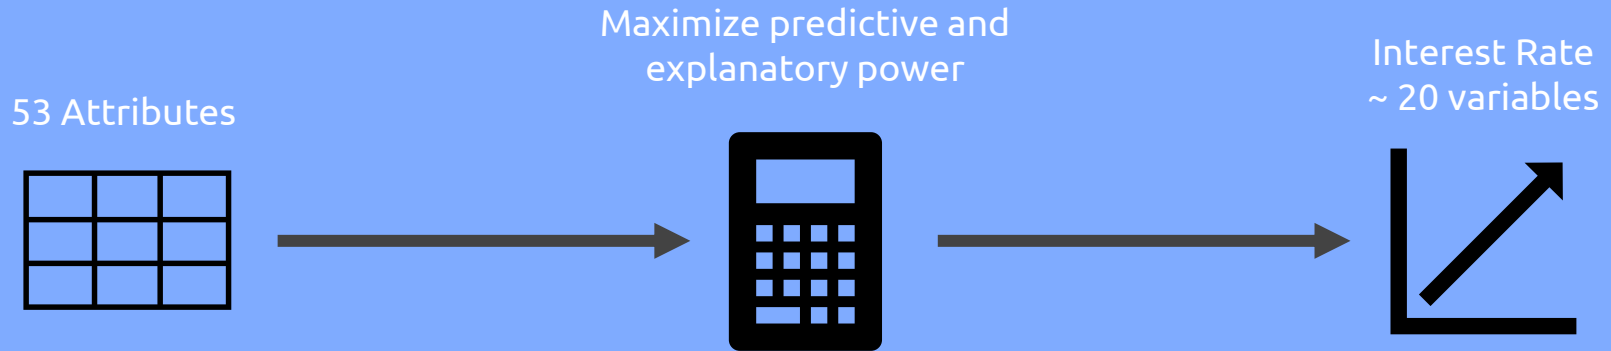 53 Attributes
Maximize predictive and
explanatory power
Interest Rate
~ 20 variables